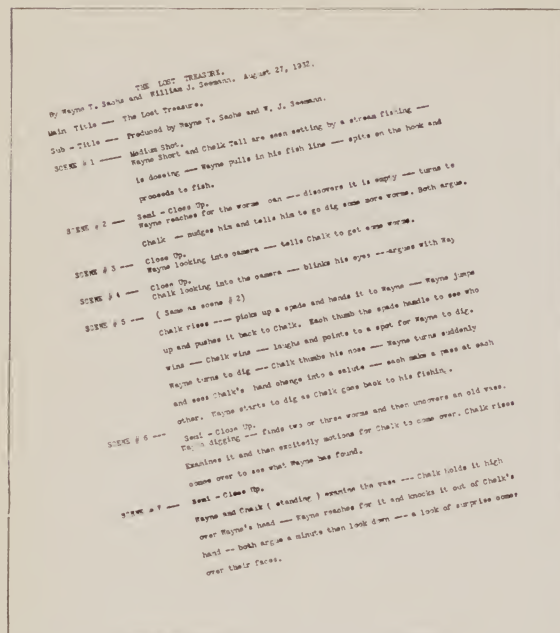 THE LOST TREASURE.
By Wayne T. Sachs and William J. Seemann. August 27, 1932.
Main Title -- The Lost Treasure.
Sub - Title -- Produced by Wayne T. Sachs and W. J. Seemann.
SCENE # 1 -- Medium Shot.
Wayne Short and Chalk Tall are seen setting by a stream fishing --
is dossing -- Wayne pulls in his fish line -- spits on the hook and
proceeds to fish.
SCENE # 2 -- Semi - Close Up.
Wayne reaches for the worms can -- discovers it is empty -- turns to
Chalk -- nudges him and tells him to go dig some more worms. Both argue.
SCENE # 3 -- Close Up.
Wayne looking into camera -- tells Chalk to get some worms.
SCENE # 4 -- Close Up.
Chalk looking into the camera -- blinks his eyes -- argues with Way
SCENE # 5 --- ( Same as scene # 2)
Chalk rises --- picks up a spade and hands it to Wayne -- Wayne jumps
up and pushes it back to Chalk. Each thumb the spade handle to see who
wins -- Chalk wins -- laughs and points to a spot for Wayne to dig.
Wayne turns to dig -- Chalk thumbs his nose -- Wayne turns suddenly
and sees Chalk's hand change into a salute -- each make a pass at each
other. Wayne starts to dig as Chalk goes back to his fishing.
SCENE # 6 --- Semi - Close Up.
Wayne digging -- finds two or three worms and then uncovers an old vase.
Examines it and then excitedly motions for Chalk to come over. Chalk rises
comes over to see what Wayne has found.
SCENE # 7 --- Semi - Close Up.
Wayne and Chalk ( standing ) examine the vase --- Chalk holds it high
over Wayne's head -- Wayne reaches for it and knocks it out of Chalk's
hand -- both argue a minute then look down --- a look of surprise comes
over their faces.